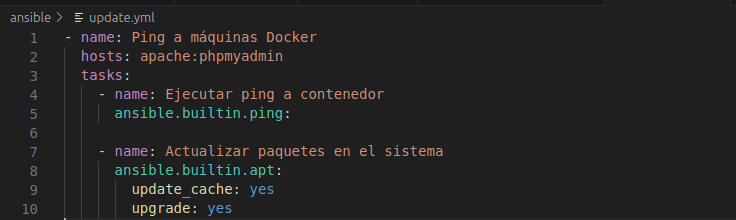 ansible > update.yml
1 - name: Ping a máquinas Docker
2   hosts: apache:phpmyadmin
3   tasks:
4     - name: Ejecutar ping a contenedor
5       ansible.builtin.ping:
6
7     - name: Actualizar paquetes en el sistema
8       ansible.builtin.apt:
9         update_cache: yes
10         upgrade: yes